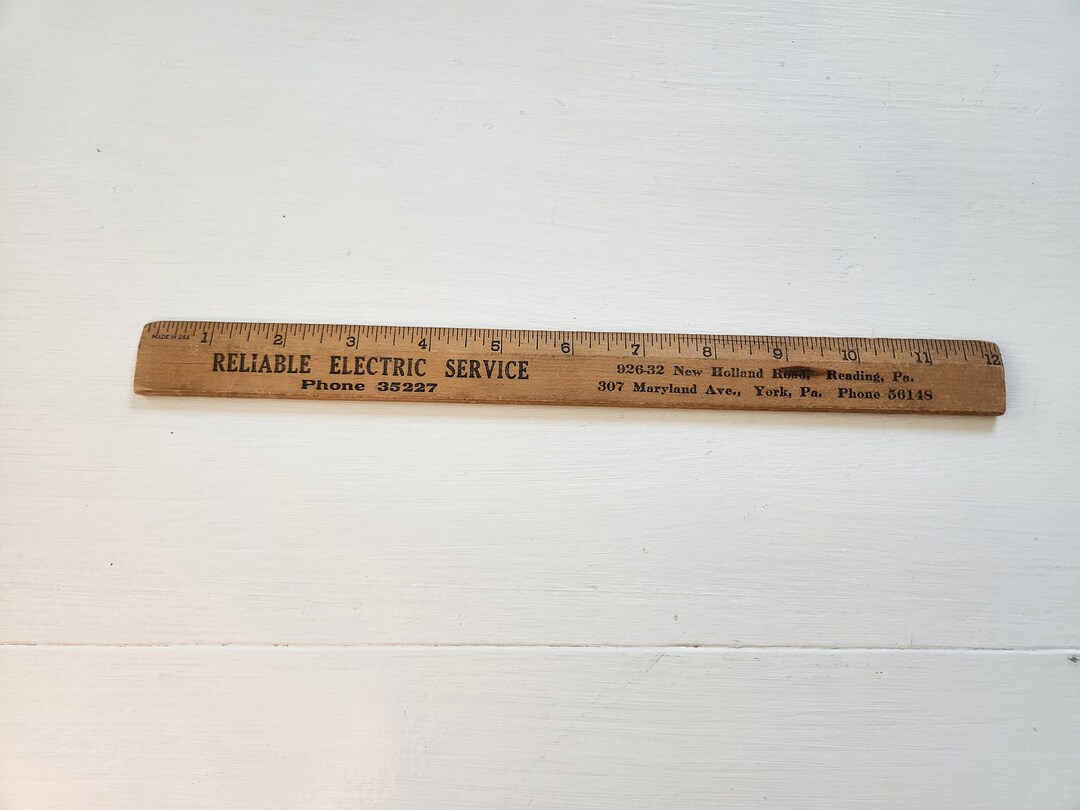 MADE IN USA 1 2 3 4 5 6 7 8 9 10 11 12
RELIABLE ELECTRIC SERVICE
Phone 35227
926-32 New Holland Road, Reading, Pa.
307 Maryland Ave., York, Pa. Phone 56148